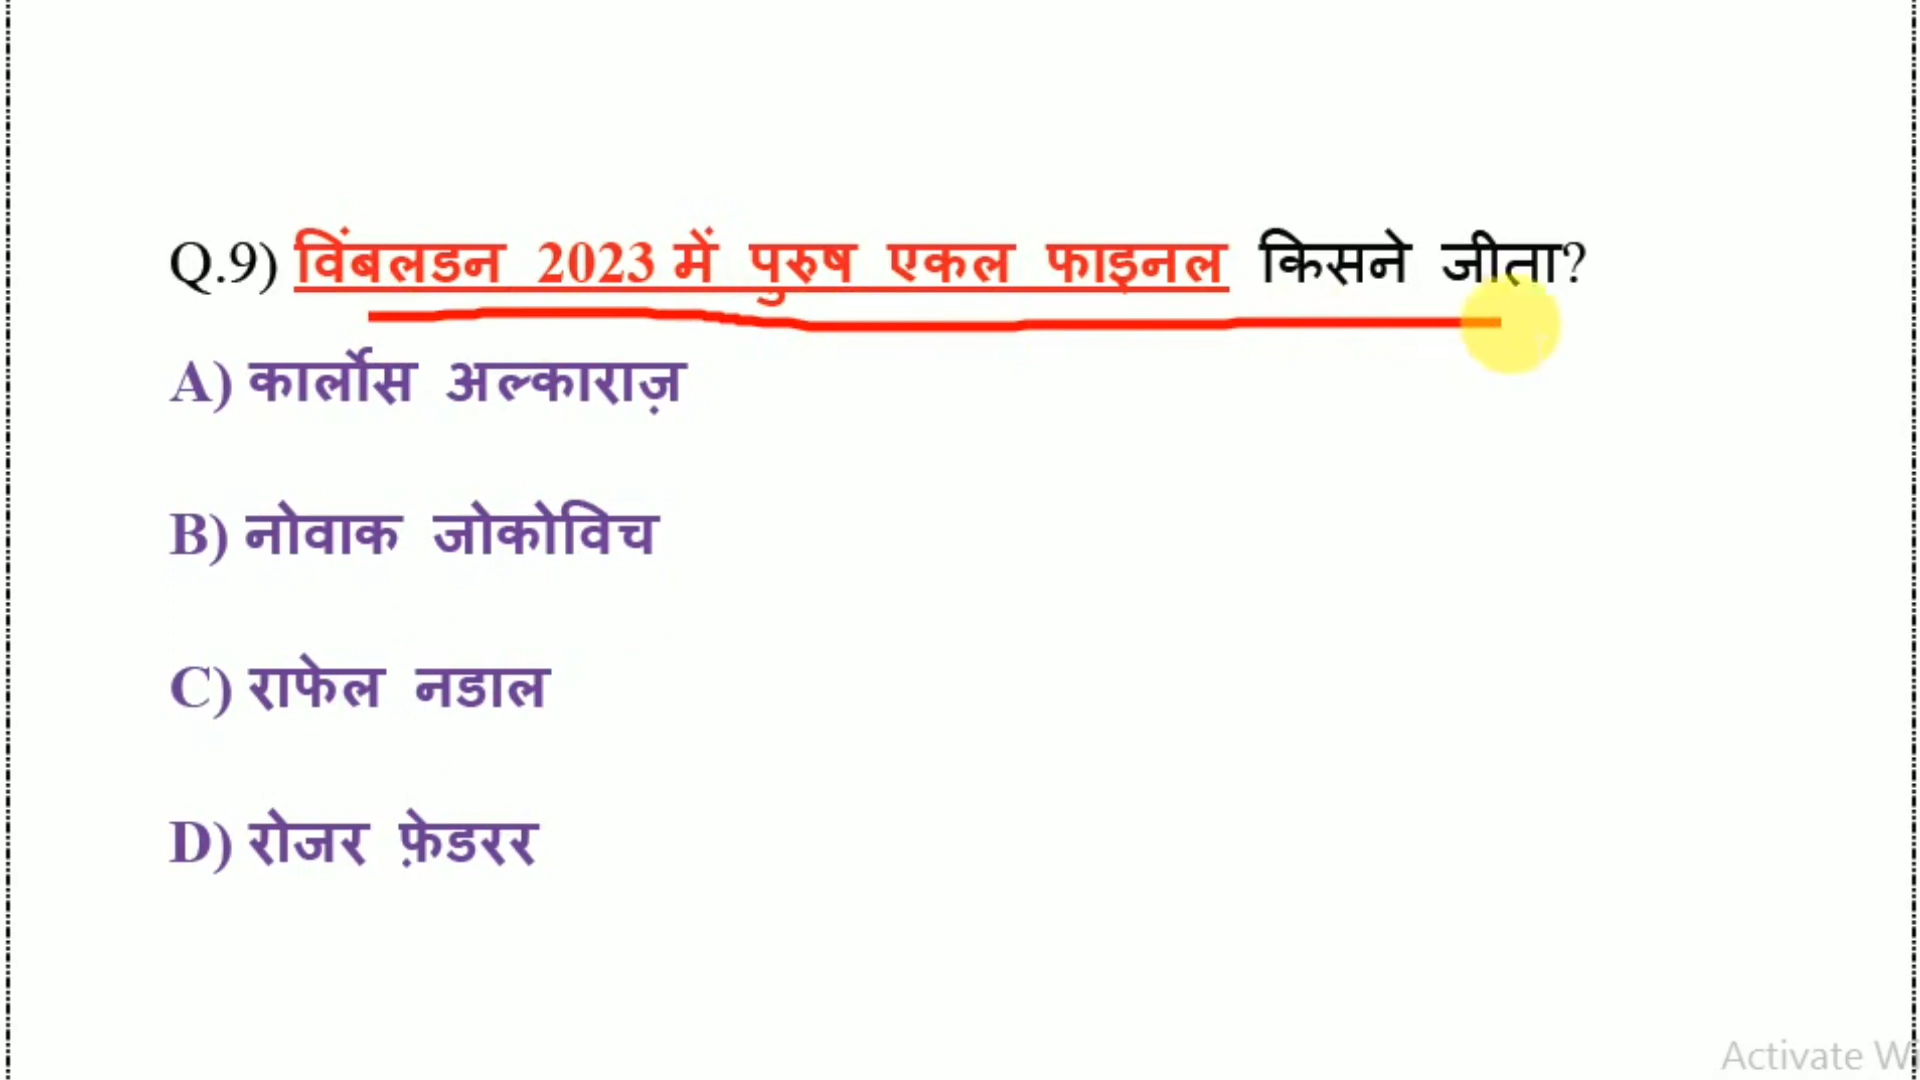 Q.9) विंबलडन 2023 में पुरुष एकल फाइनल किसने जीता?
A) कार्लोस अल्काराज़
B) नोवाक जोकोविच
C) राफेल नडाल
D) रोजर फ़ेडरर
Activate Wi